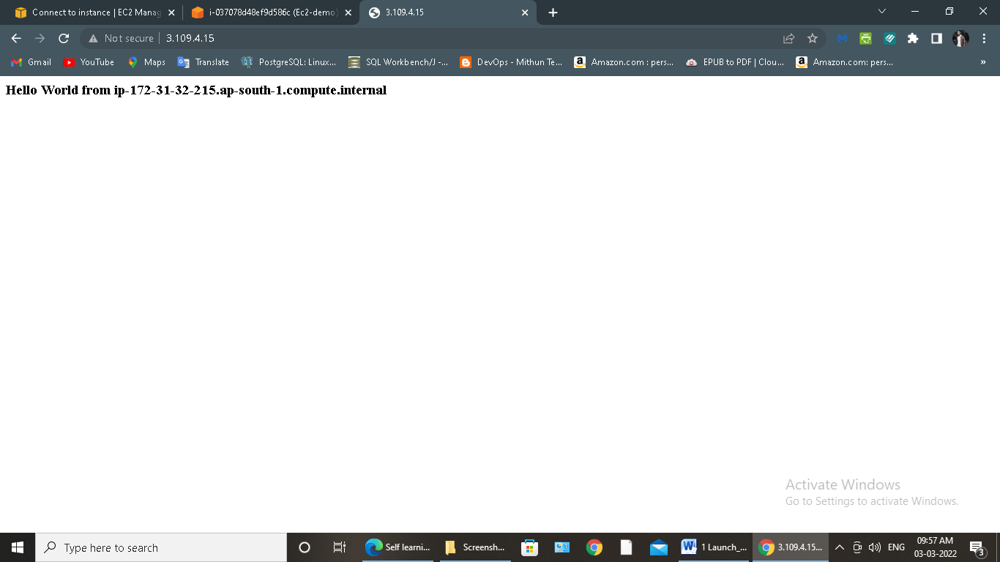 Connect to instance | EC2 Manag
i-037078d48ef9d586c (Ec2-demo)
3.109.4.15
Not secure
3.109.4.15
Gmail
YouTube
Maps
Translate
PostgreSQL: Linux...
SQL Workbench/J -...
DevOps - Mithun Te...
Amazon.com : pers...
EPUB to PDF | Clou...
Amazon.com: pers...
»
Hello World from ip-172-31-32-215.ap-south-1.compute.internal
Activate Windows
Go to Settings to activate Windows.
Type here to search
Self learni...
Screensh...
1 Launch_...
3.109.4.15...
ENG
09:57 AM
03-03-2022
3